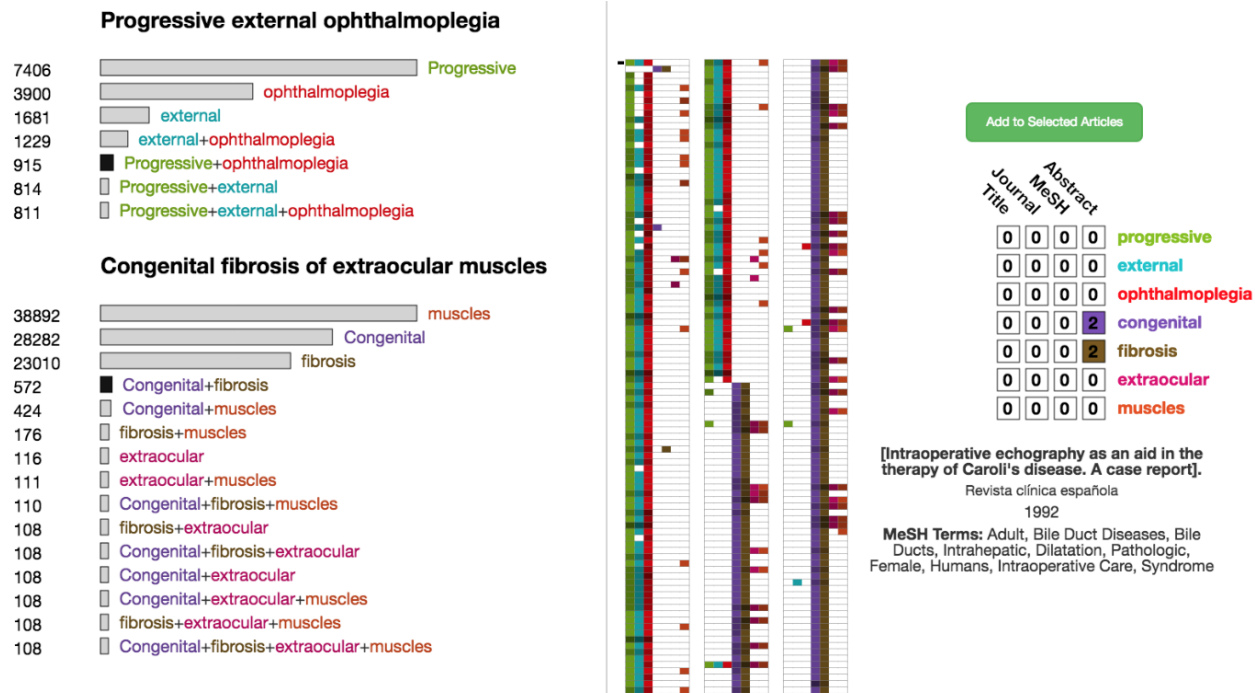 Progressive external ophthalmoplegia
7406 Progressive
3900 ophthalmoplegia
1681 external
1229 external+ophthalmoplegia
915 Progressive+ophthalmoplegia
814 Progressive+external
811 Progressive+external+ophthalmoplegia
Congenital fibrosis of extraocular muscles
38892 muscles
28282 Congenital
23010 fibrosis
572 Congenital+fibrosis
424 Congenital+muscles
176 fibrosis+muscles
116 extraocular
111 extraocular+muscles
110 Congenital+fibrosis+muscles
108 fibrosis+extraocular
108 Congenital+fibrosis+extraocular
108 Congenital+extraocular
108 Congenital+extraocular+muscles
108 fibrosis+extraocular+muscles
108 Congenital+fibrosis+extraocular+muscles
Add to Selected Articles
Title
Journal
MeSH
Abstract
0 0 0 0 progressive
0 0 0 0 external
0 0 0 0 ophthalmoplegia
0 0 0 2 congenital
0 0 0 2 fibrosis
0 0 0 0 extraocular
0 0 0 0 muscles
[Intraoperative echography as an aid in the
therapy of Caroli's disease. A case report].
Revista clínica española
1992
MeSH Terms: Adult, Bile Duct Diseases, Bile
Ducts, Intrahepatic, Dilatation, Pathologic,
Female, Humans, Intraoperative Care, Syndrome